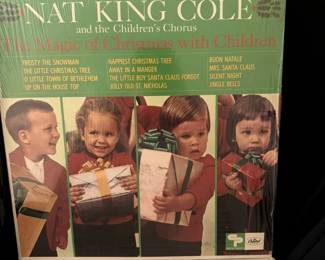 NAT KING COLE
and the Children's Chorus
The Magic of Christmas with Children
FROSTY THE SNOWMAN
THE LITTLE CHRISTMAS TREE
O LITTLE TOWN OF BETHLEHEM
UP ON THE HOUSE TOP
HAPPIEST CHRISTMAS TREE
AWAY IN A MANGER
THE LITTLE BOY SANTA CLAUS FORGOT
JOLLY OLD ST. NICHOLAS
BUON NATALE
MRS. SANTA CLAUS
SILENT NIGHT
JINGLE BELLS
Capitol